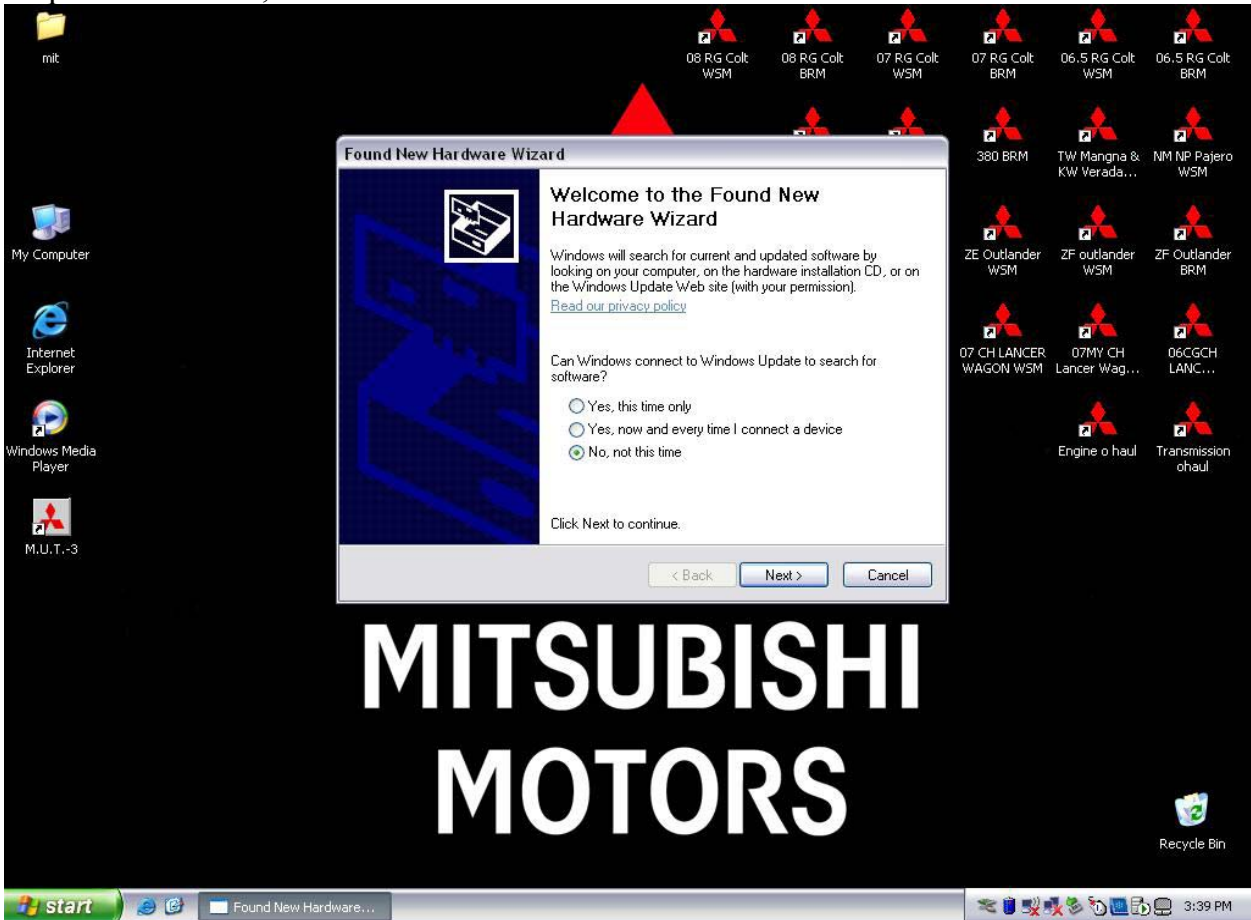 mit
08 RG Colt
WSM
08 RG Colt
BRM
07 RG Colt
WSM
07 RG Colt
BRM
06.5 RG Colt
WSM
06.5 RG Colt
BRM
380 BRM
TW Mangna &
KW Verada...
NM NP Pajero
WSM
My Computer
ZE Outlander
WSM
ZF outlander
WSM
ZF Outlander
BRM
Internet
Explorer
07 CH LANCER
WAGON WSM
07MY CH
Lancer Wag...
06CGCH
LANC...
Windows Media
Player
Engine o haul
Transmission
ohaul
M.U.T.-3
Found New Hardware Wizard
Welcome to the Found New
Hardware Wizard
Windows will search for current and updated software by
looking on your computer, on the hardware installation CD, or on
the Windows Update Web site (with your permission).
Read our privacy policy
Can Windows connect to Windows Update to search for
software?
Yes, this time only
Yes, now and every time I connect a device
No, not this time
Click Next to continue.
< Back
Next >
Cancel
MITSUBISHI
MOTORS
Recycle Bin
start
Found New Hardware...
3:39 PM